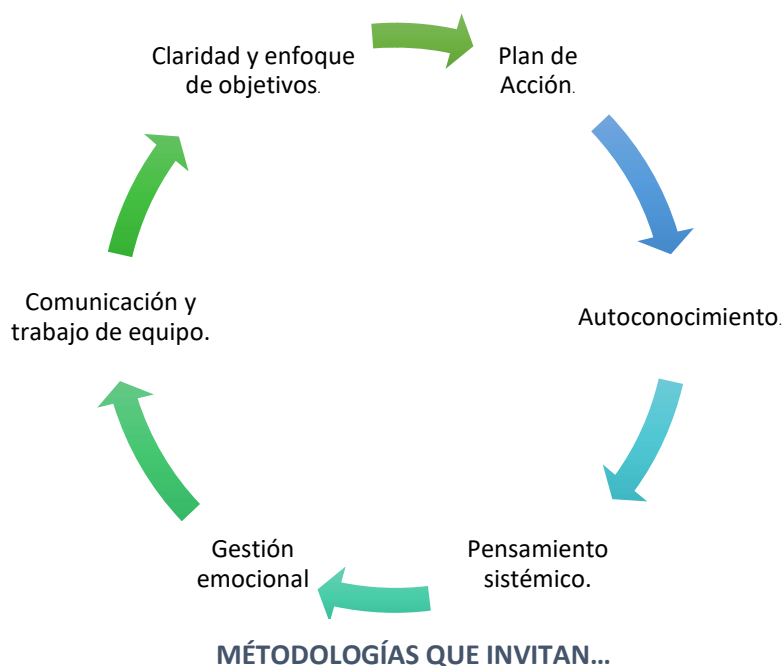 Claridad y enfoque
de objetivos.
Plan de
Acción.
Autoconocimiento.
Pensamiento
sistémico.
Gestión
emocional
Comunicación y
trabajo de equipo.
MÉTODOLOGÍAS QUE INVITAN...